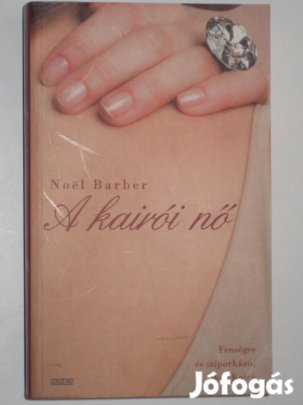 Noël Barber
A kairói nő
Fenséges
és sziporkázó,
Jófogás